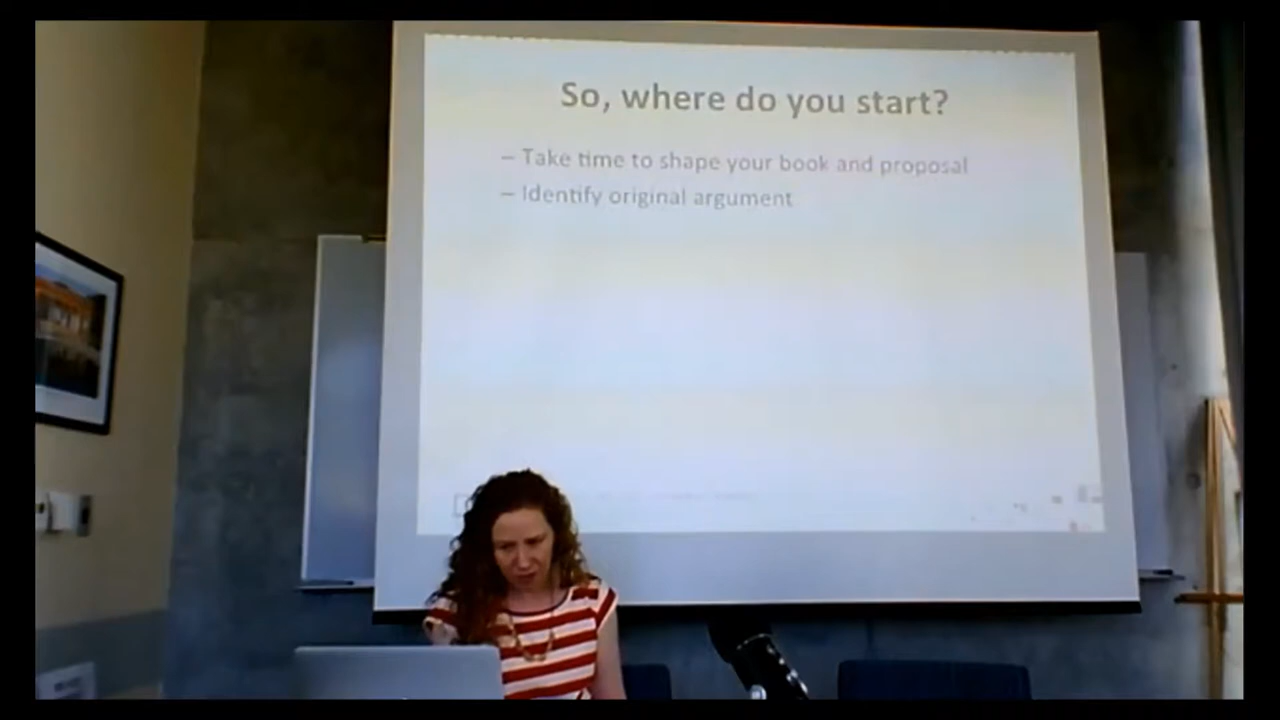 So, where do you start?
– Take time to shape your book and proposal
– Identify original argument